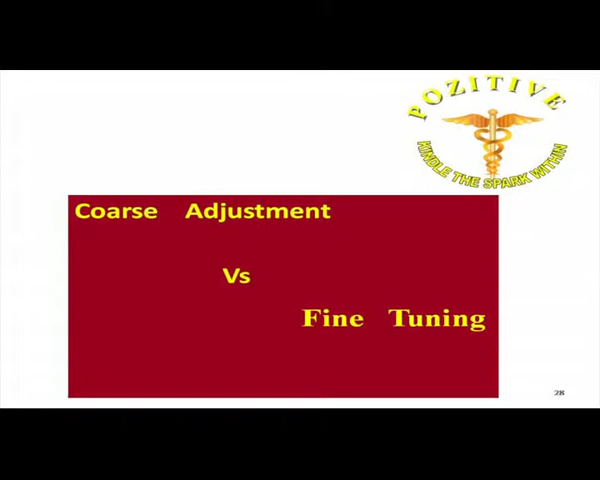 POZITIVE
KINDLE THE SPARK WITHIN
Coarse Adjustment
Vs
Fine Tuning
28